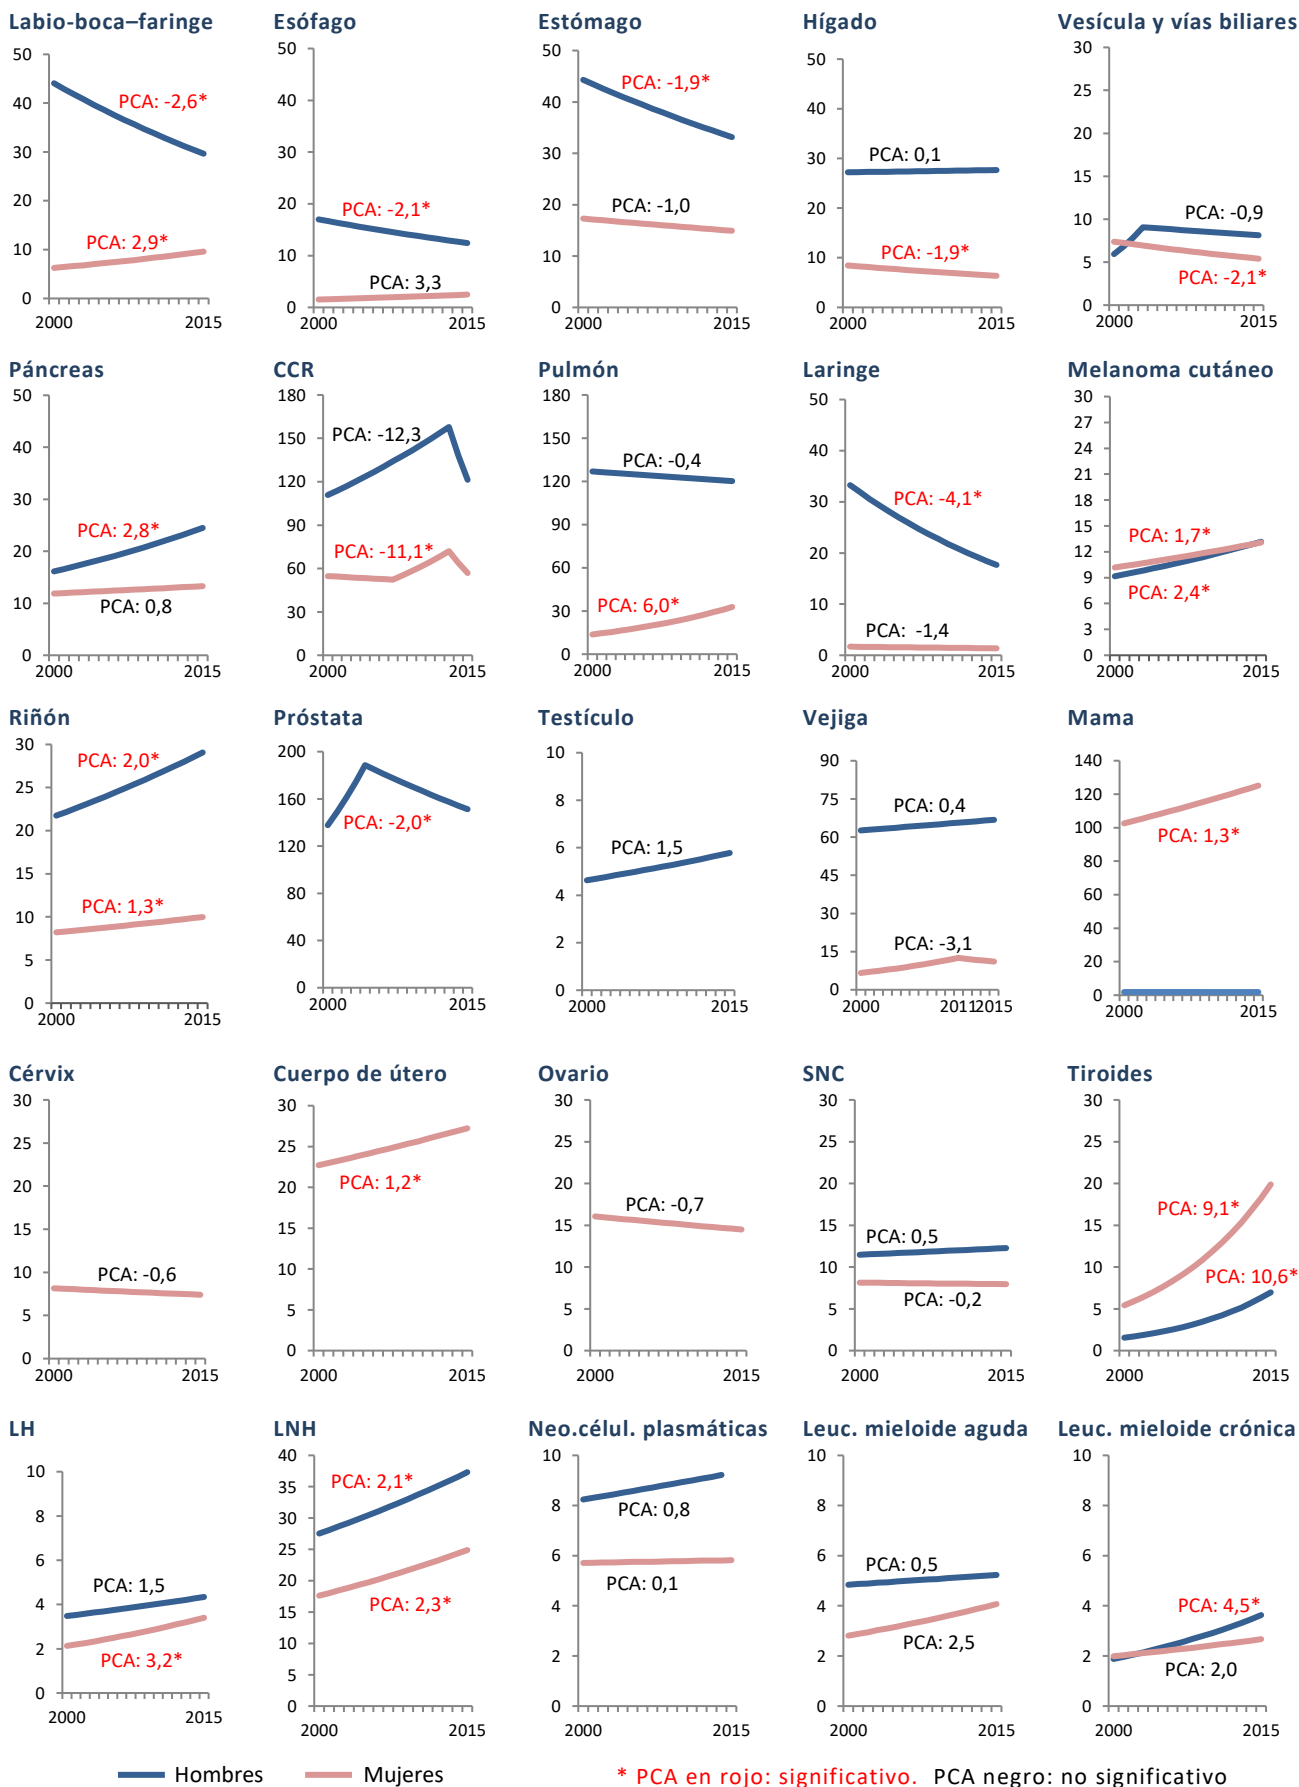 Labio-boca–faringe
50
40
30
20
10
0
PCA: -2,6*
PCA: 2,9*
2000 2015
Esófago
50
40
30
20
10
0
PCA: -2,1*
PCA: 3,3
2000 2015
Estómago
50
40
30
20
10
0
PCA: -1,9*
PCA: -1,0
2000 2015
Hígado
50
40
30
20
10
0
PCA: 0,1
PCA: -1,9*
2000 2015
Vesícula y vías biliares
30
25
20
15
10
5
0
PCA: -0,9
PCA: -2,1*
2000 2015
Páncreas
50
40
30
20
10
0
PCA: 2,8*
PCA: 0,8
2000 2015
CCR
180
150
120
90
60
30
0
PCA: -12,3
PCA: -11,1*
2000 2015
Pulmón
180
150
120
90
60
30
0
PCA: -0,4
PCA: 6,0*
2000 2015
Laringe
50
40
30
20
10
0
PCA: -4,1*
PCA: -1,4
2000 2015
Melanoma cutáneo
30
27
24
21
18
15
12
9
6
3
0
PCA: 1,7*
PCA: 2,4*
2000 2015
Riñón
30
25
20
15
10
5
0
PCA: 2,0*
PCA: 1,3*
2000 2015
Próstata
200
160
120
80
40
0
PCA: -2,0*
2000 2015
Testículo
10
8
6
4
2
0
PCA: 1,5
2000 2015
Vejiga
90
75
60
45
30
15
0
PCA: 0,4
PCA: -3,1
2000 2011 2015
Mama
140
120
100
80
60
40
20
0
PCA: 1,3*
2000 2015
Cérvix
30
25
20
15
10
5
0
PCA: -0,6
2000 2015
Cuerpo de útero
30
25
20
15
10
5
0
PCA: 1,2*
2000 2015
Ovario
30
25
20
15
10
5
0
PCA: -0,7
2000 2015
SNC
30
25
20
15
10
5
0
PCA: 0,5
PCA: -0,2
2000 2015
Tiroides
30
25
20
15
10
5
0
PCA: 9,1*
PCA: 10,6*
2000 2015
LH
10
8
6
4
2
0
PCA: 1,5
PCA: 3,2*
2000 2015
LNH
40
35
30
25
20
15
10
5
0
PCA: 2,1*
PCA: 2,3*
2000 2015
Neo.célul. plasmáticas
10
8
6
4
2
0
PCA: 0,8
PCA: 0,1
2000 2015
Leuc. mieloide aguda
10
8
6
4
2
0
PCA: 0,5
PCA: 2,5
2000 2015
Leuc. mieloide crónica
10
8
6
4
2
0
PCA: 4,5*
PCA: 2,0
2000 2015
Hombres Mujeres * PCA en rojo: significativo. PCA negro: no significativo